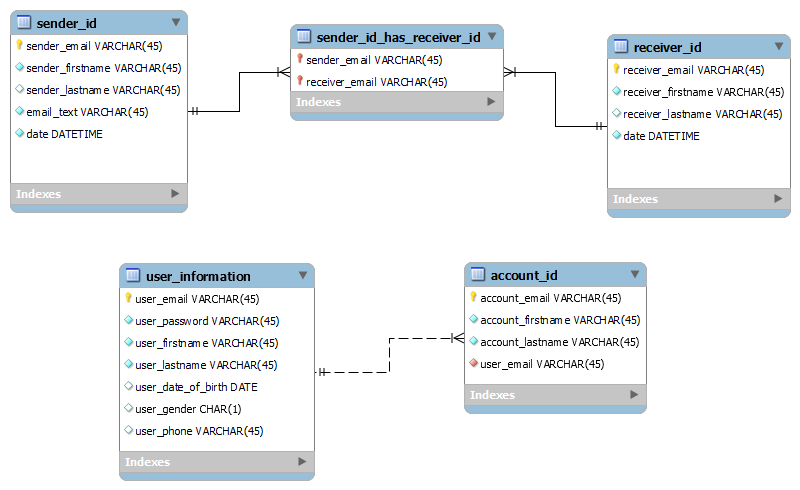 sender_id
sender_email VARCHAR(45)
sender_firstname VARCHAR(45)
sender_lastname VARCHAR(45)
email_text VARCHAR(45)
date DATETIME
Indexes
sender_id_has_receiver_id
sender_email VARCHAR(45)
receiver_email VARCHAR(45)
Indexes
receiver_id
receiver_email VARCHAR(45)
receiver_firstname VARCHAR(45)
receiver_lastname VARCHAR(45)
date DATETIME
Indexes
user_information
user_email VARCHAR(45)
user_password VARCHAR(45)
user_firstname VARCHAR(45)
user_lastname VARCHAR(45)
user_date_of_birth DATE
user_gender CHAR(1)
user_phone VARCHAR(45)
Indexes
account_id
account_email VARCHAR(45)
account_firstname VARCHAR(45)
account_lastname VARCHAR(45)
user_email VARCHAR(45)
Indexes